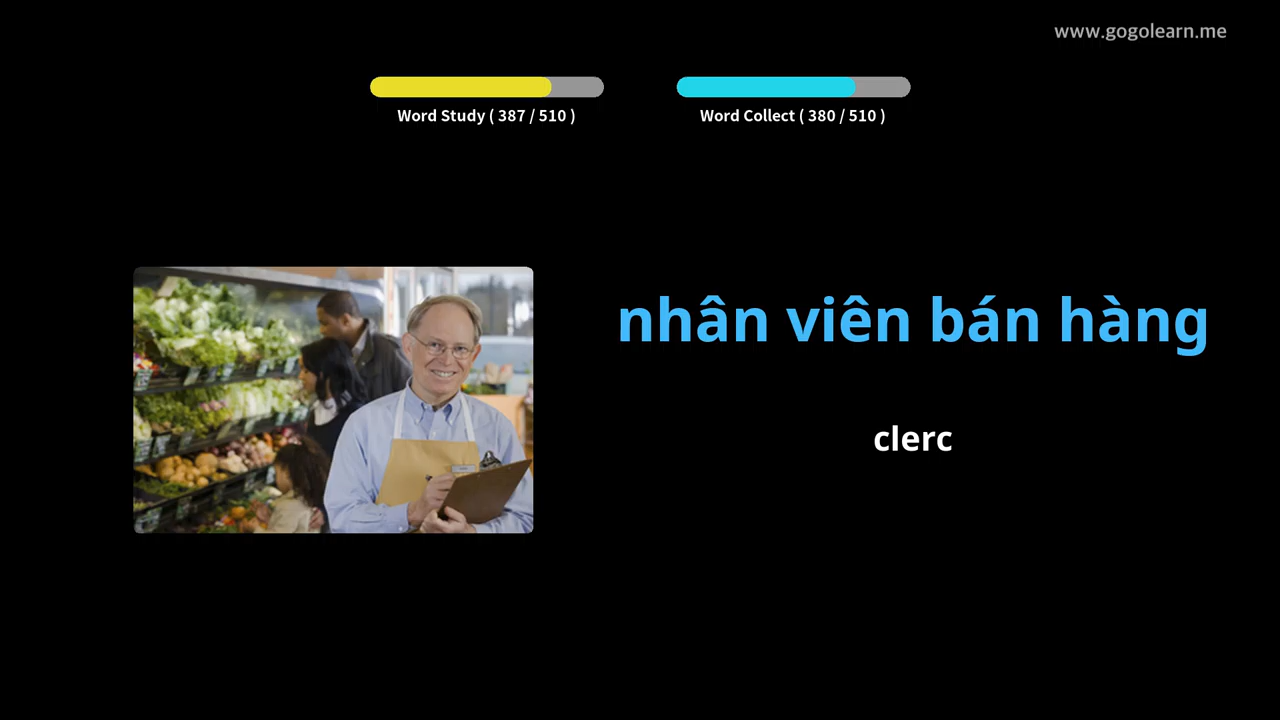 www.gogolearn.me
Word Study ( 387 / 510 )
Word Collect ( 380 / 510 )
nhân viên bán hàng
clerc